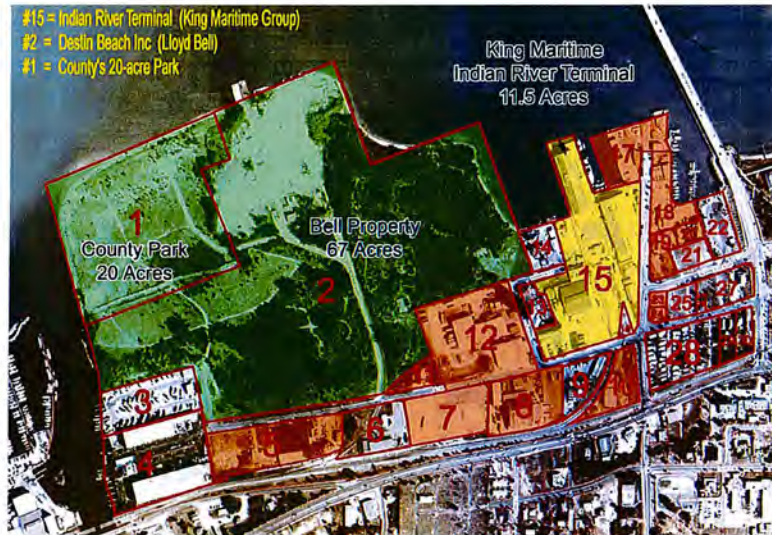 #15 = Indian River Terminal (King Maritime Group)
#2 = Destin Beach Inc (Lloyd Bell)
#1 = County's 20-acre Park
King Maritime
Indian River Terminal
11.5 Acres
17
1
County Park
20 Acres
Bell Property
67 Acres
2
14
15
18
19
21
22
12
25
27
28
3
4
5
6
7
8
9
10